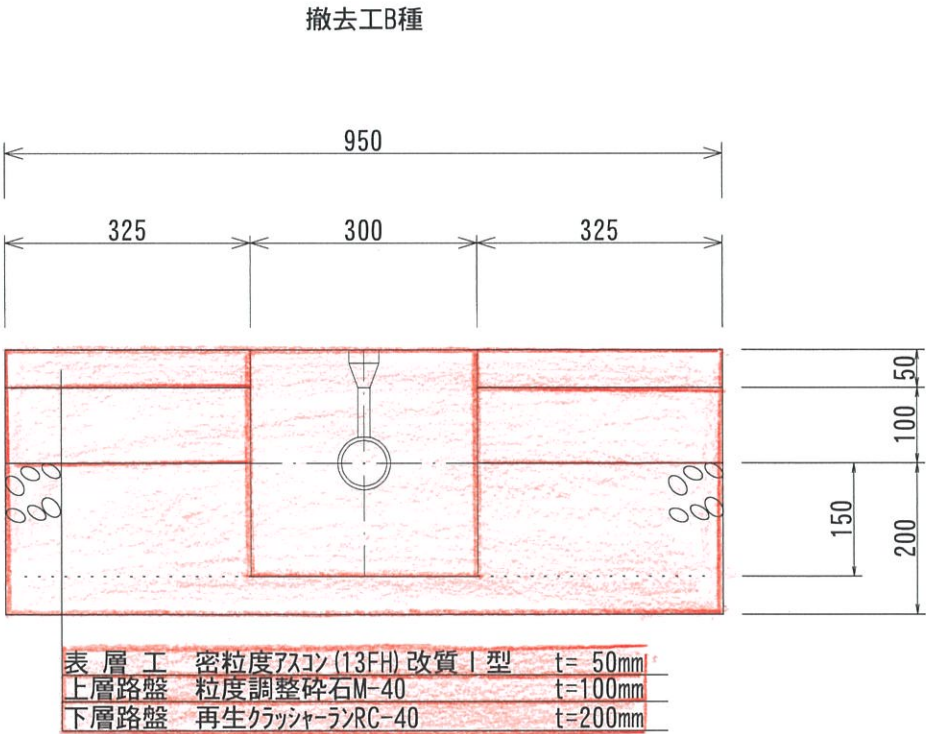 撤去工B種
950
325 300 325
50
100
150
200
表 層 工 密粒度アスコン(13FH)改質Ⅰ型 t= 50mm
上層路盤 粒度調整砕石M-40 t=100mm
下層路盤 再生クラッシャーランRC-40 t=200mm